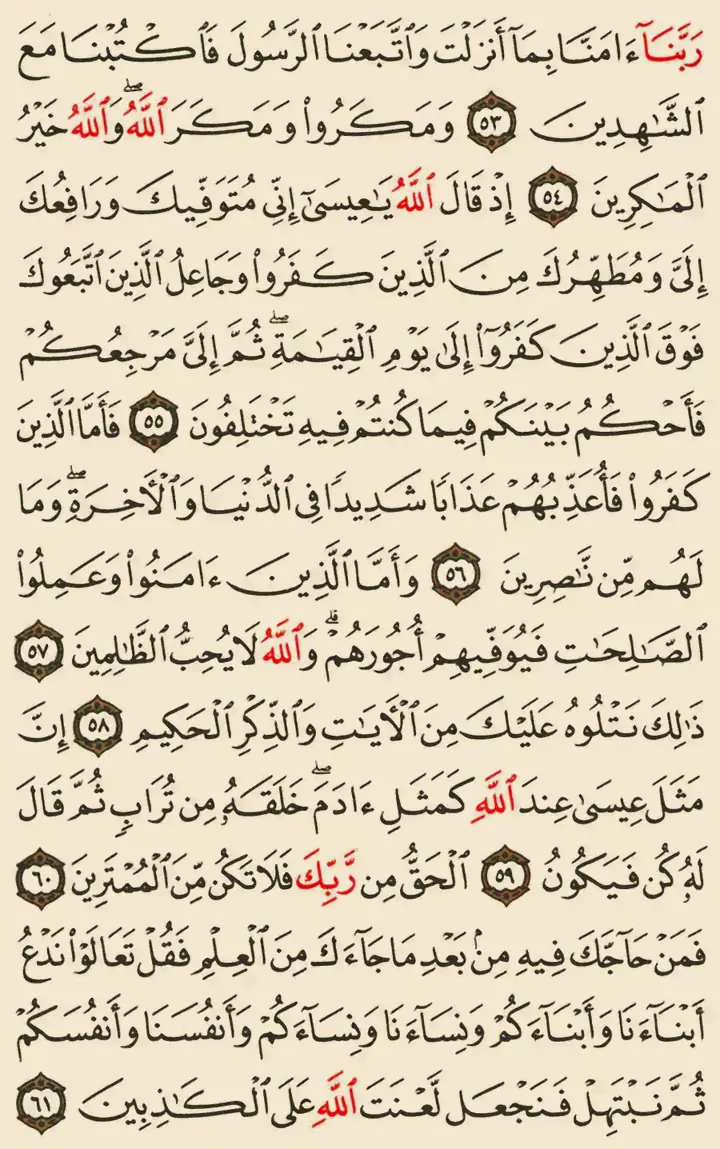 رَبَّنَآ ءَامَنَّا بِمَآ أَنزَلْتَ وَٱتَّبَعْنَا ٱلرَّسُولَ فَٱكْتُبْنَا مَعَ
ٱلشَّٰهِدِينَ ٥٣ وَمَكَرُوا۟ وَمَكَرَ ٱللَّهُۖ وَٱللَّهُ خَيْرُ
ٱلْمَٰكِرِينَ ٥٤ إِذْ قَالَ ٱللَّهُ يَٰعِيسَىٰٓ إِنِّى مُتَوَفِّيكَ وَرَافِعُكَ
إِلَىَّ وَمُطَهِّرُكَ مِنَ ٱلَّذِينَ كَفَرُوا۟ وَجَاعِلُ ٱلَّذِينَ ٱتَّبَعُوكَ
فَوْقَ ٱلَّذِينَ كَفَرُوٓا۟ إِلَىٰ يَوْمِ ٱلْقِيَٰمَةِۖ ثُمَّ إِلَىَّ مَرْجِعُكُمْ
فَأَحْكُمُ بَيْنَكُمْ فِيمَا كُنتُمْ فِيهِ تَخْتَلِفُونَ ٥٥ فَأَمَّا ٱلَّذِينَ
كَفَرُوا۟ فَأُعَذِّبُهُمْ عَذَابًا شَدِيدًا فِى ٱلدُّنْيَا وَٱلْءَاخِرَةِۖ وَمَا
لَهُم مِّن نَّٰصِرِينَ ٥٦ وَأَمَّا ٱلَّذِينَ ءَامَنُوا۟ وَعَمِلُوا۟
ٱلصَّٰلِحَٰتِ فَيُوَفِّيهِمْ أُجُورَهُمْۗ وَٱللَّهُ لَا يُحِبُّ ٱلظَّٰلِمِينَ ٥٧
ذَٰلِكَ نَتْلُوهُ عَلَيْكَ مِنَ ٱلْءَايَٰتِ وَٱلذِّكْرِ ٱلْحَكِيمِ ٥٨ إِنَّ
مَثَلَ عِيسَىٰ عِندَ ٱللَّهِ كَمَثَلِ ءَادَمَۖ خَلَقَهُۥ مِن تُرَابٍ ثُمَّ قَالَ
لَهُۥ كُن فَيَكُونُ ٥٩ ٱلْحَقُّ مِن رَّبِّكَ فَلَا تَكُن مِّنَ ٱلْمُمْتَرِينَ ٦٠
فَمَنْ حَآجَّكَ فِيهِ مِنۢ بَعْدِ مَا جَآءَكَ مِنَ ٱلْعِلْمِ فَقُلْ تَعَالَوْا۟ نَدْعُ
أَبْنَآءَنَا وَأَبْنَآءَكُمْ وَنِسَآءَنَا وَنِسَآءَكُمْ وَأَنفُسَنَا وَأَنفُسَكُمْ
ثُمَّ نَبْتَهِلْ فَنَجْعَل لَّعْنَتَ ٱللَّهِ عَلَى ٱلْكَٰذِبِينَ ٦١